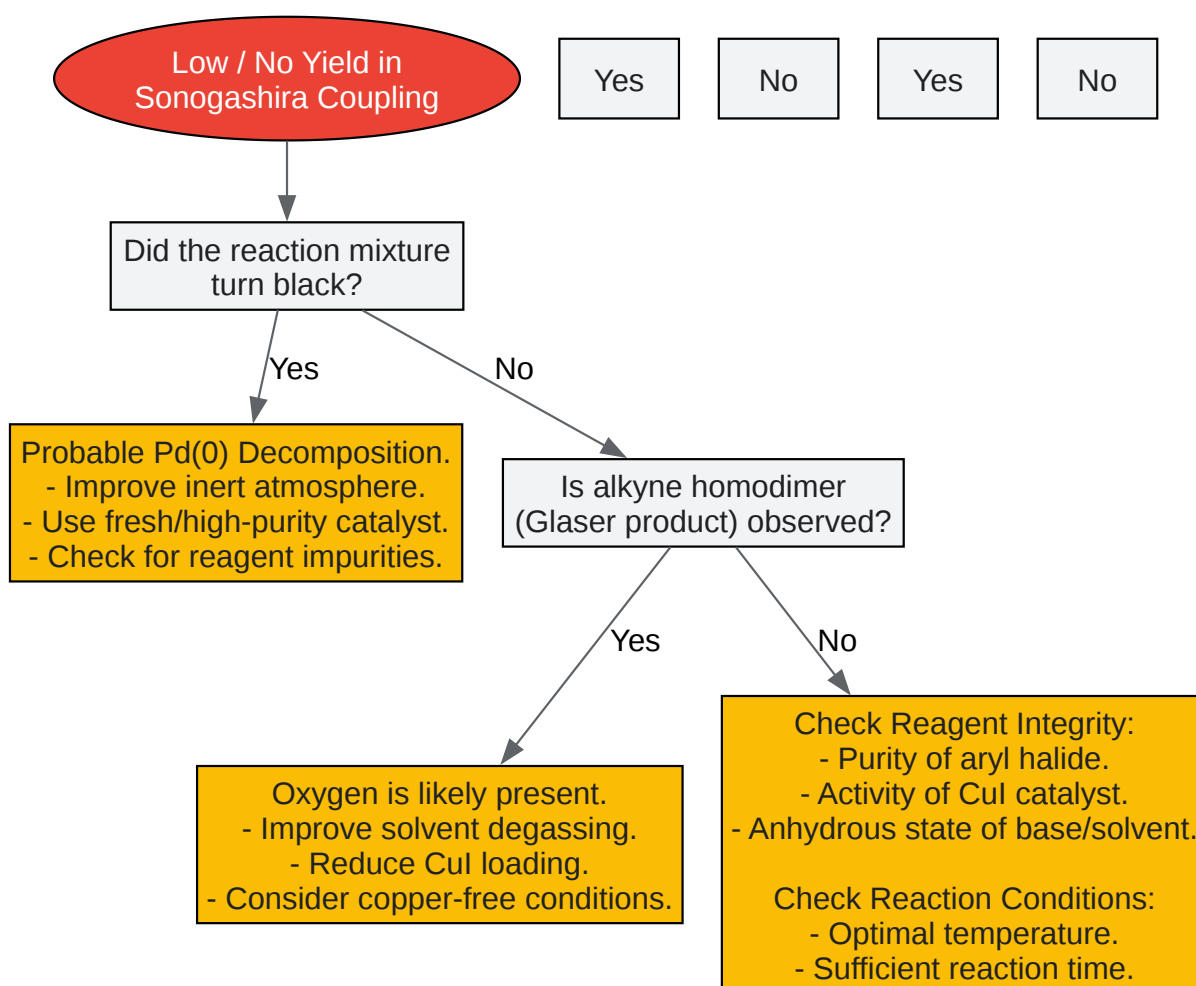 Low / No Yield in
Sonogashira Coupling
Yes
No
Yes
No
Did the reaction mixture
turn black?
Yes
No
Probable Pd(0) Decomposition.
- Improve inert atmosphere.
- Use fresh/high-purity catalyst.
- Check for reagent impurities.
Is alkyne homodimer
(Glaser product) observed?
Yes
No
Oxygen is likely present.
- Improve solvent degassing.
- Reduce CuI loading.
- Consider copper-free conditions.
Check Reagent Integrity:
- Purity of aryl halide.
- Activity of CuI catalyst.
- Anhydrous state of base/solvent.
Check Reaction Conditions:
- Optimal temperature.
- Sufficient reaction time.